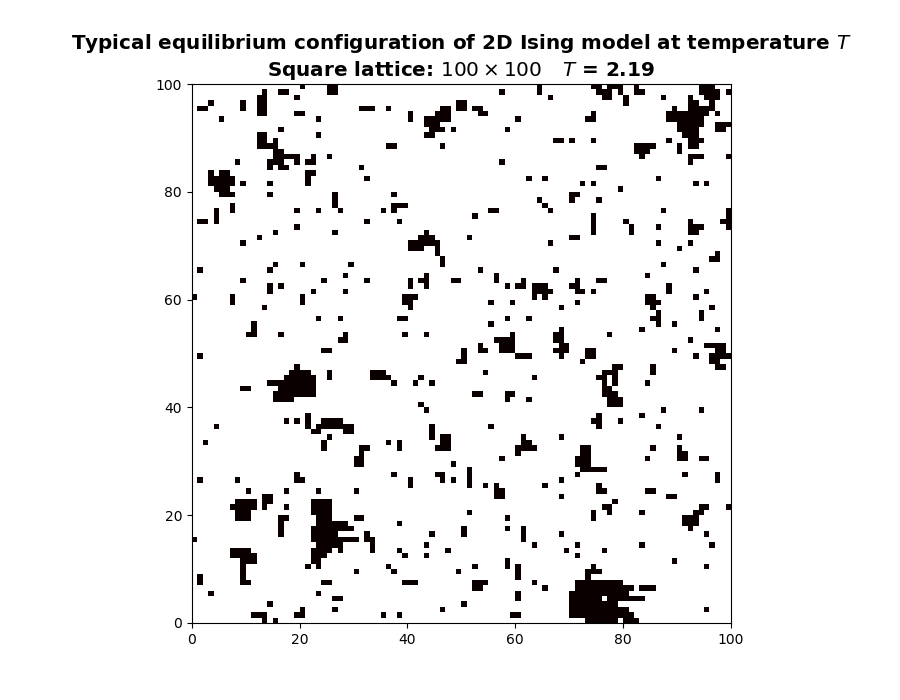 Typical equilibrium configuration of 2D Ising model at temperature T
Square lattice: 100 × 100 T = 2.19
100
80
60
40
20
0
0 20 40 60 80 100